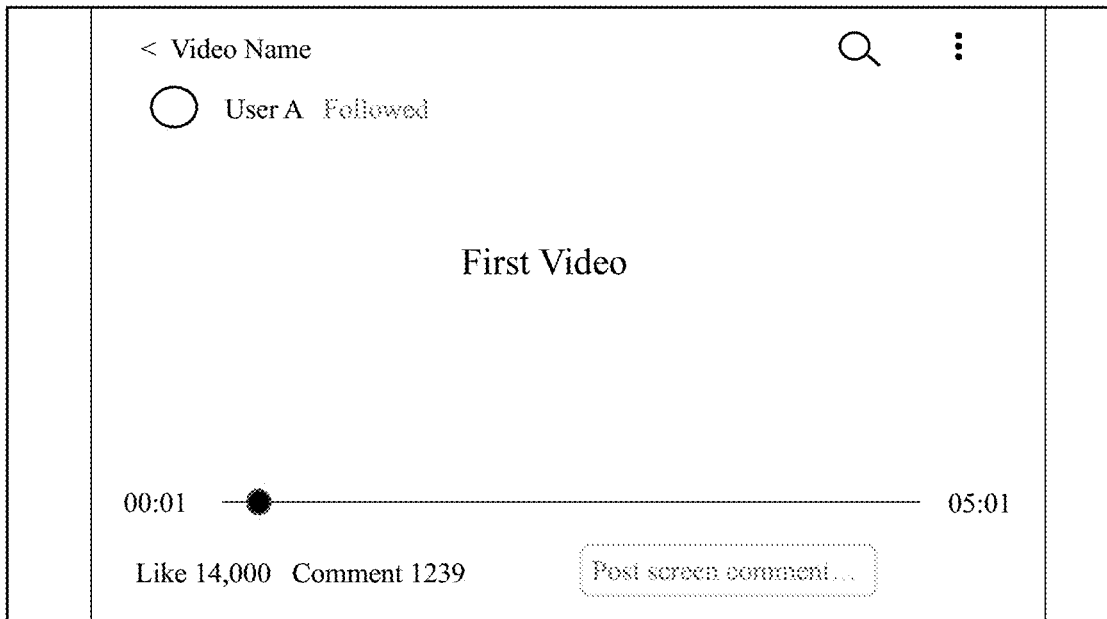 < Video Name
User A Followed
First Video
00:01 05:01
Like 14,000 Comment 1239 Post screen comment...